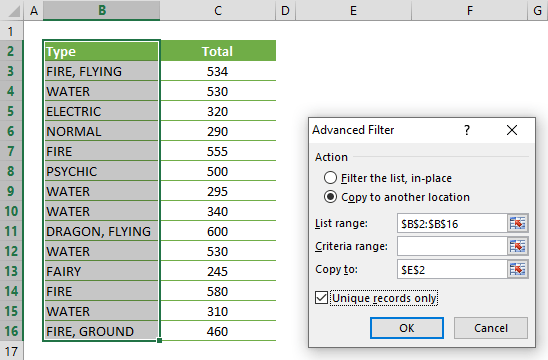 A B C D E F G
1
2 Type Total
3 FIRE, FLYING 534
4 WATER 530
5 ELECTRIC 320
6 NORMAL 290
7 FIRE 555
8 PSYCHIC 500
9 WATER 295
10 WATER 340
11 DRAGON, FLYING 600
12 WATER 530
13 FAIRY 245
14 FIRE 580
15 WATER 310
16 FIRE, GROUND 460
17
Advanced Filter ? ×
Action
Filter the list, in-place
Copy to another location
List range: $B$2:$B$16
Criteria range:
Copy to: $E$2
Unique records only
OK Cancel